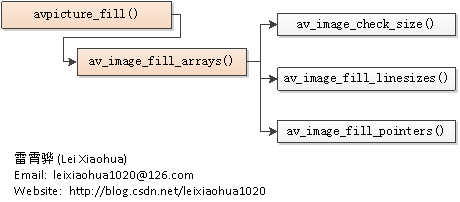 avpicture_fill()
av_image_check_size()
av_image_fill_arrays()
av_image_fill_linesizes()
av_image_fill_pointers()
雷霄骅 (Lei Xiaohua)
Email: leixiaohua1020@126.com
Website: http://blog.csdn.net/leixiaohua1020